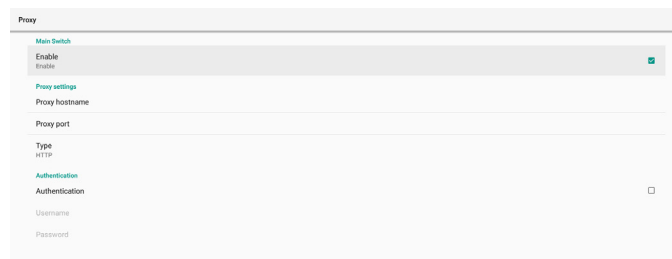 Proxy
Main Switch
Enable
Enable
Proxy settings
Proxy hostname
Proxy port
Type
HTTP
Authentication
Authentication
Username
Password